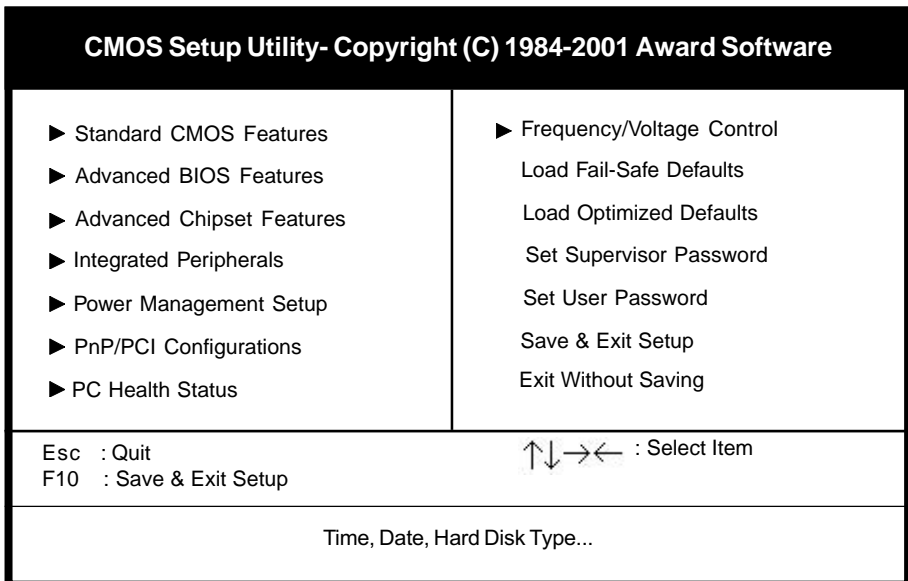 CMOS Setup Utility- Copyright (C) 1984-2001 Award Software
▶ Standard CMOS Features
▶ Advanced BIOS Features
▶ Advanced Chipset Features
▶ Integrated Peripherals
▶ Power Management Setup
▶ PnP/PCI Configurations
▶ PC Health Status
▶ Frequency/Voltage Control
Load Fail-Safe Defaults
Load Optimized Defaults
Set Supervisor Password
Set User Password
Save & Exit Setup
Exit Without Saving
Esc : Quit
F10 : Save & Exit Setup
↑↓→← : Select Item
Time, Date, Hard Disk Type...